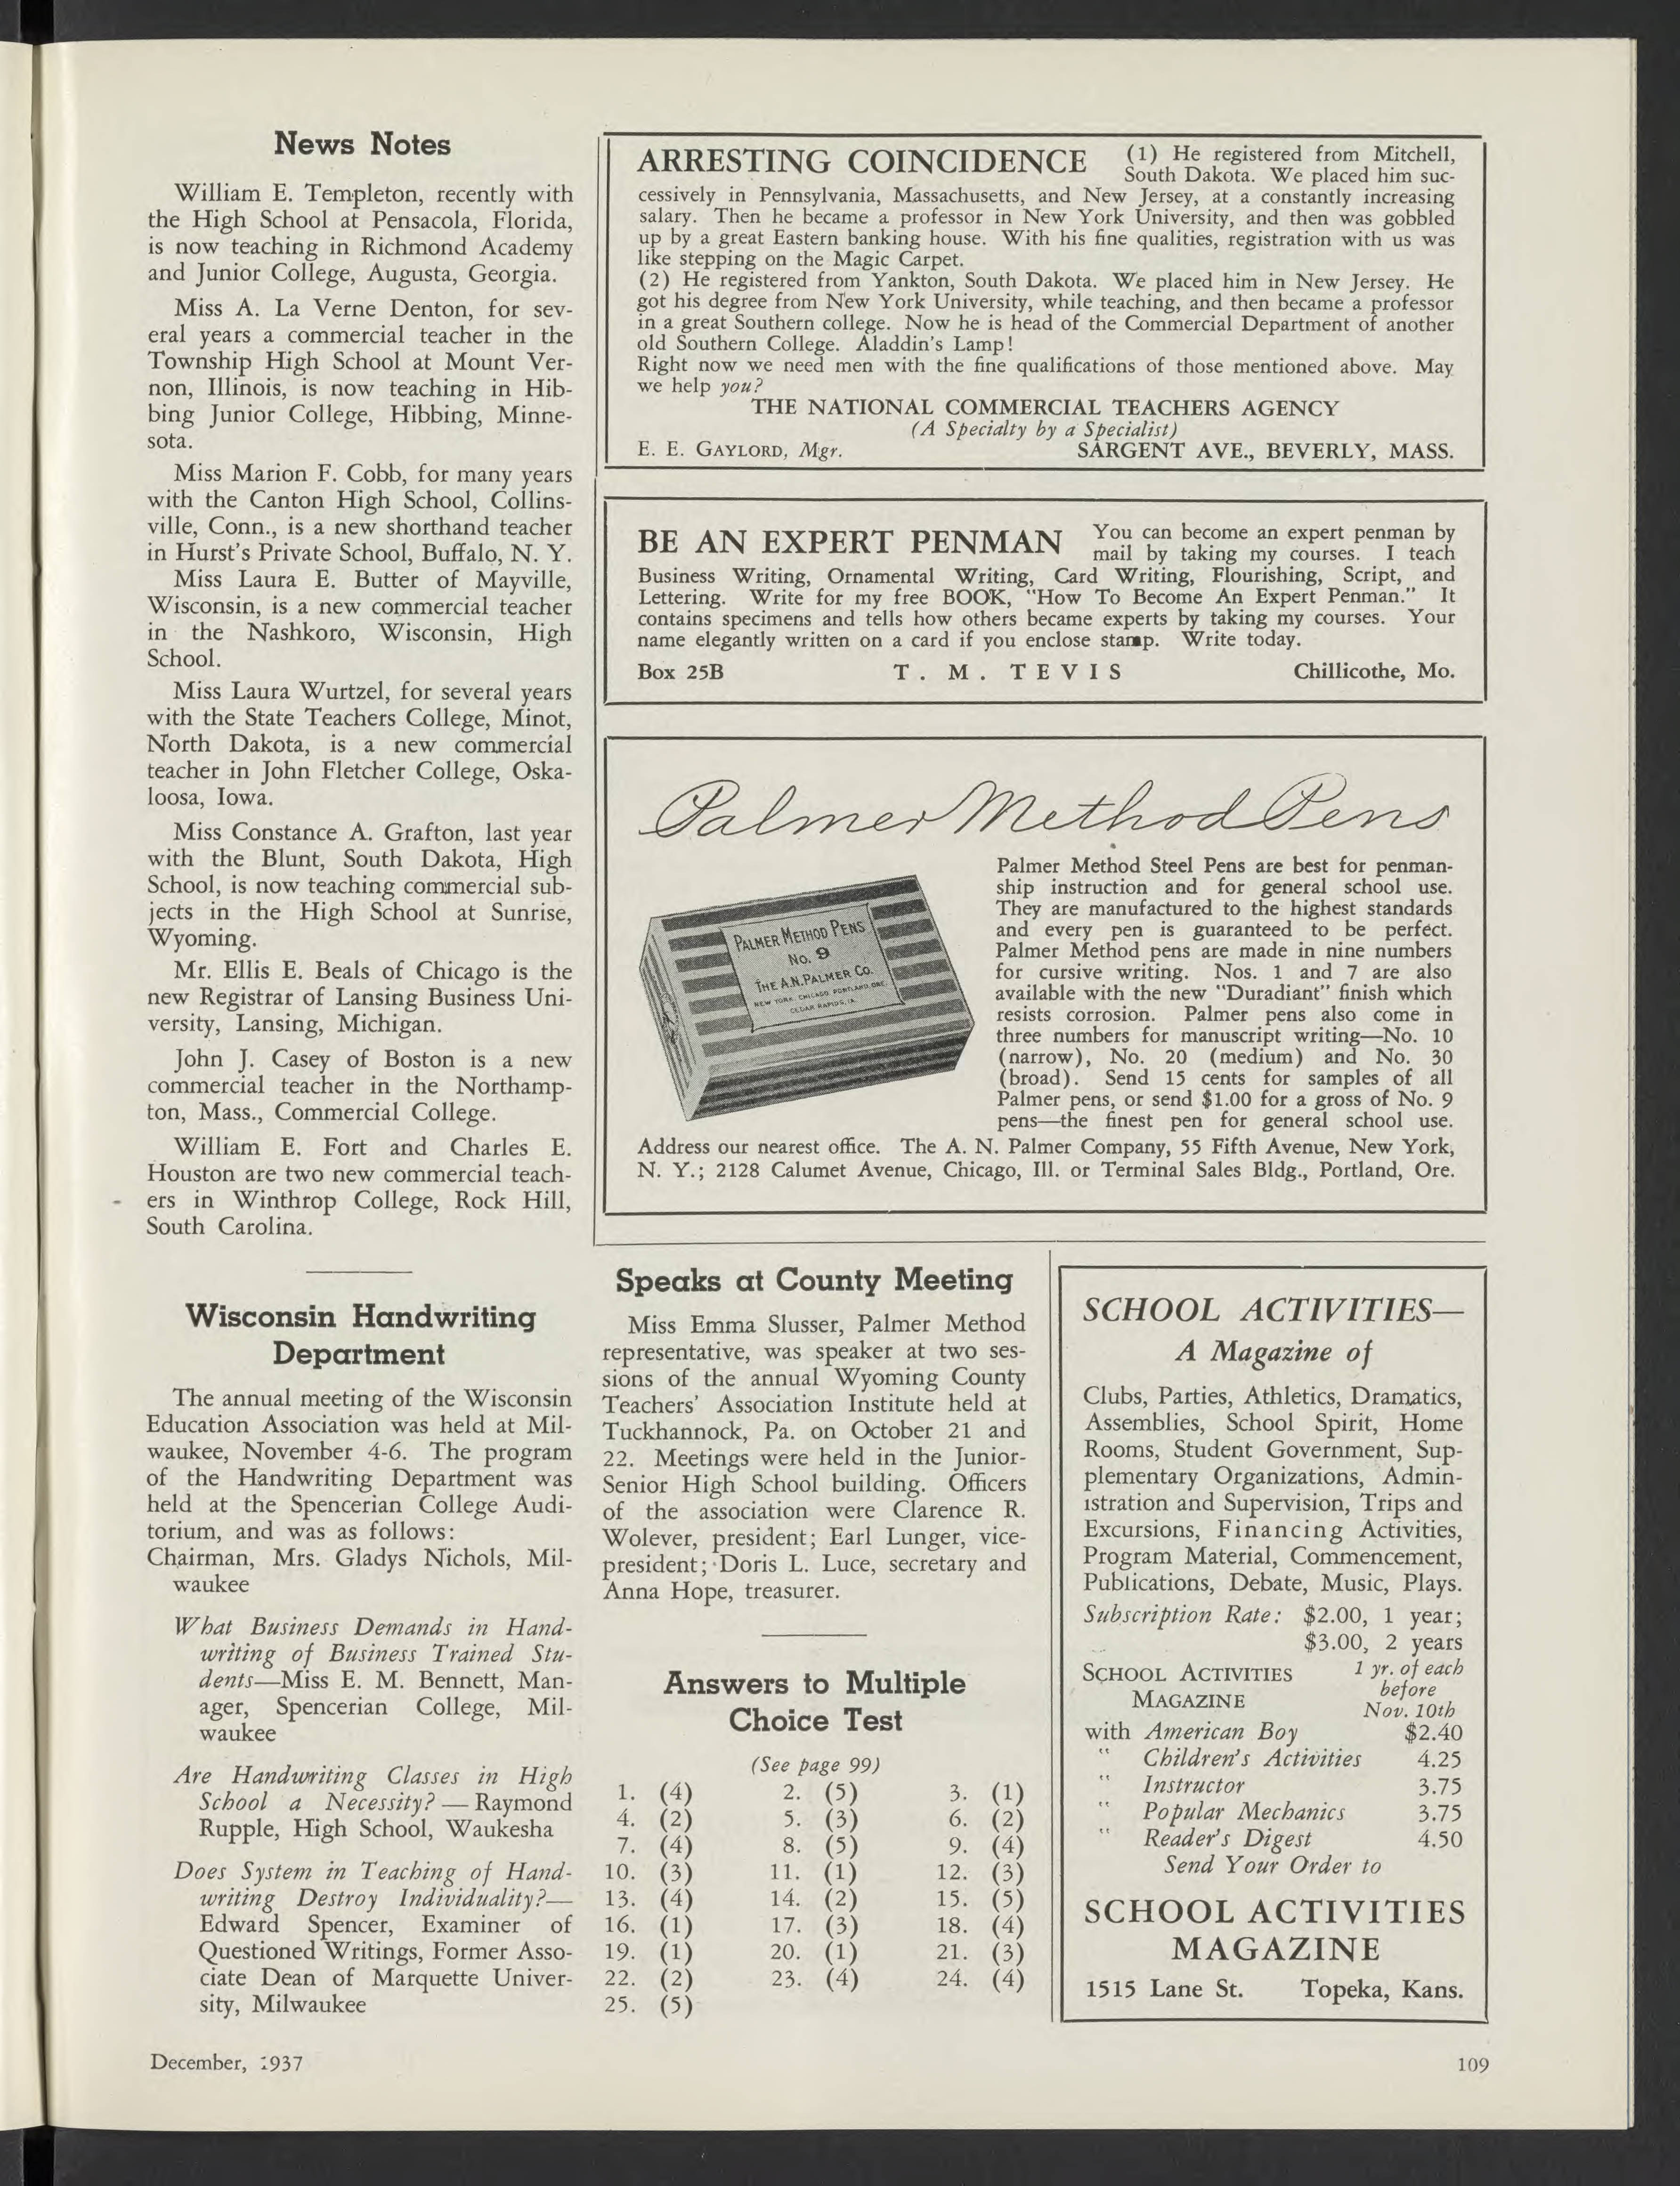 News Notes
William E. Templeton, recently with
the High School at Pensacola, Florida,
is now teaching in Richmond Academy
and Junior College, Augusta, Georgia.
Miss A. La Verne Denton, for sev-
eral years a commercial teacher in the
Township High School at Mount Ver-
non, Illinois, is now teaching in Hib-
bing Junior College, Hibbing, Minne-
sota.
Miss Marion F. Cobb, for many years
with the Canton High School, Collins-
ville, Conn., is a new shorthand teacher
in Hurst's Private School, Buffalo, N. Y.
Miss Laura E. Butter of Mayville,
Wisconsin, is a new commercial teacher
in the Nashkoro, Wisconsin, High
School.
Miss Laura Wurtzel, for several years
with the State Teachers College, Minot,
North Dakota, is a new commercial
teacher in John Fletcher College, Oska-
loosa, Iowa.
Miss Constance A. Grafton, last year
with the Blunt, South Dakota, High
School, is now teaching commercial sub-
jects in the High School at Sunrise,
Wyoming.
Mr. Ellis E. Beals of Chicago is the
new Registrar of Lansing Business Uni-
versity, Lansing, Michigan.
John J. Casey of Boston is a new
commercial teacher in the Northamp-
ton, Mass., Commercial College.
William E. Fort and Charles E.
Houston are two new commercial teach-
ers in Winthrop College, Rock Hill,
South Carolina.
Wisconsin Handwriting
Department
The annual meeting of the Wisconsin
Education Association was held at Mil-
waukee, November 4-6. The program
of the Handwriting Department was
held at the Spencerian College Audi-
torium, and was as follows:
Chairman, Mrs. Gladys Nichols, Mil-
waukee
What Business Demands in Hand-
writing of Business Trained Stu-
dents—Miss E. M. Bennett, Man-
ager, Spencerian College, Mil-
waukee
Are Handwriting Classes in High
School a Necessity? — Raymond
Rupple, High School, Waukesha
Does System in Teaching of Hand-
writing Destroy Individuality?—
Edward Spencer, Examiner of
Questioned Writings, Former Asso-
ciate Dean of Marquette Univer-
sity, Milwaukee
ARRESTING COINCIDENCE (1) He registered from Mitchell,
South Dakota. We placed him suc-
cessively in Pennsylvania, Massachusetts, and New Jersey, at a constantly increasing
salary. Then he became a professor in New York University, and then was gobbled
up by a great Eastern banking house. With his fine qualities, registration with us was
like stepping on the Magic Carpet.
(2) He registered from Yankton, South Dakota. We placed him in New Jersey. He
got his degree from New York University, while teaching, and then became a professor
in a great Southern college. Now he is head of the Commercial Department of another
old Southern College. Aladdin's Lamp!
Right now we need men with the fine qualifications of those mentioned above. May
we help you?
THE NATIONAL COMMERCIAL TEACHERS AGENCY
(A Specialty by a Specialist)
E. E. GAYLORD, Mgr. SARGENT AVE., BEVERLY, MASS.
BE AN EXPERT PENMAN You can become an expert penman by
mail by taking my courses. I teach
Business Writing, Ornamental Writing, Card Writing, Flourishing, Script, and
Lettering. Write for my free BOOK, "How To Become An Expert Penman." It
contains specimens and tells how others became experts by taking my courses. Your
name elegantly written on a card if you enclose stamp. Write today.
Box 25B T. M. TEVIS Chillicothe, Mo.
Palmer Method Pens
PALMER METHOD PENS
No. 9
THE A.N. PALMER CO.
NEW YORK. CHICAGO PORTLAND, ORE.
CEDAR RAPIDS, IA.
Palmer Method Steel Pens are best for penman-
ship instruction and for general school use.
They are manufactured to the highest standards
and every pen is guaranteed to be perfect.
Palmer Method pens are made in nine numbers
for cursive writing. Nos. 1 and 7 are also
available with the new "Duradiant" finish which
resists corrosion. Palmer pens also come in
three numbers for manuscript writing—No. 10
(narrow), No. 20 (medium) and No. 30
(broad). Send 15 cents for samples of all
Palmer pens, or send $1.00 for a gross of No. 9
pens—the finest pen for general school use.
Address our nearest office. The A. N. Palmer Company, 55 Fifth Avenue, New York,
N. Y.; 2128 Calumet Avenue, Chicago, Ill. or Terminal Sales Bldg., Portland, Ore.
Speaks at County Meeting
Miss Emma Slusser, Palmer Method
representative, was speaker at two ses-
sions of the annual Wyoming County
Teachers' Association Institute held at
Tuckhannock, Pa. on October 21 and
22. Meetings were held in the Junior-
Senior High School building. Officers
of the association were Clarence R.
Wolever, president; Earl Lunger, vice-
president; Doris L. Luce, secretary and
Anna Hope, treasurer.
Answers to Multiple
Choice Test
(See page 99)
1. (4) 2. (5) 3. (1)
4. (2) 5. (3) 6. (2)
7. (4) 8. (5) 9. (4)
10. (3) 11. (1) 12. (3)
13. (4) 14. (2) 15. (5)
16. (1) 17. (3) 18. (4)
19. (1) 20. (1) 21. (3)
22. (2) 23. (4) 24. (4)
25. (5)
SCHOOL ACTIVITIES—
A Magazine of
Clubs, Parties, Athletics, Dramatics,
Assemblies, School Spirit, Home
Rooms, Student Government, Sup-
plementary Organizations, Admin-
istration and Supervision, Trips and
Excursions, Financing Activities,
Program Material, Commencement,
Publications, Debate, Music, Plays.
Subscription Rate: $2.00, 1 year;
$3.00, 2 years
SCHOOL ACTIVITIES 1 yr. of each
MAGAZINE before
Nov. 10th
with American Boy $2.40
" Children's Activities 4.25
" Instructor 3.75
" Popular Mechanics 3.75
" Reader's Digest 4.50
Send Your Order to
SCHOOL ACTIVITIES
MAGAZINE
1515 Lane St. Topeka, Kans.
December, 1937
109